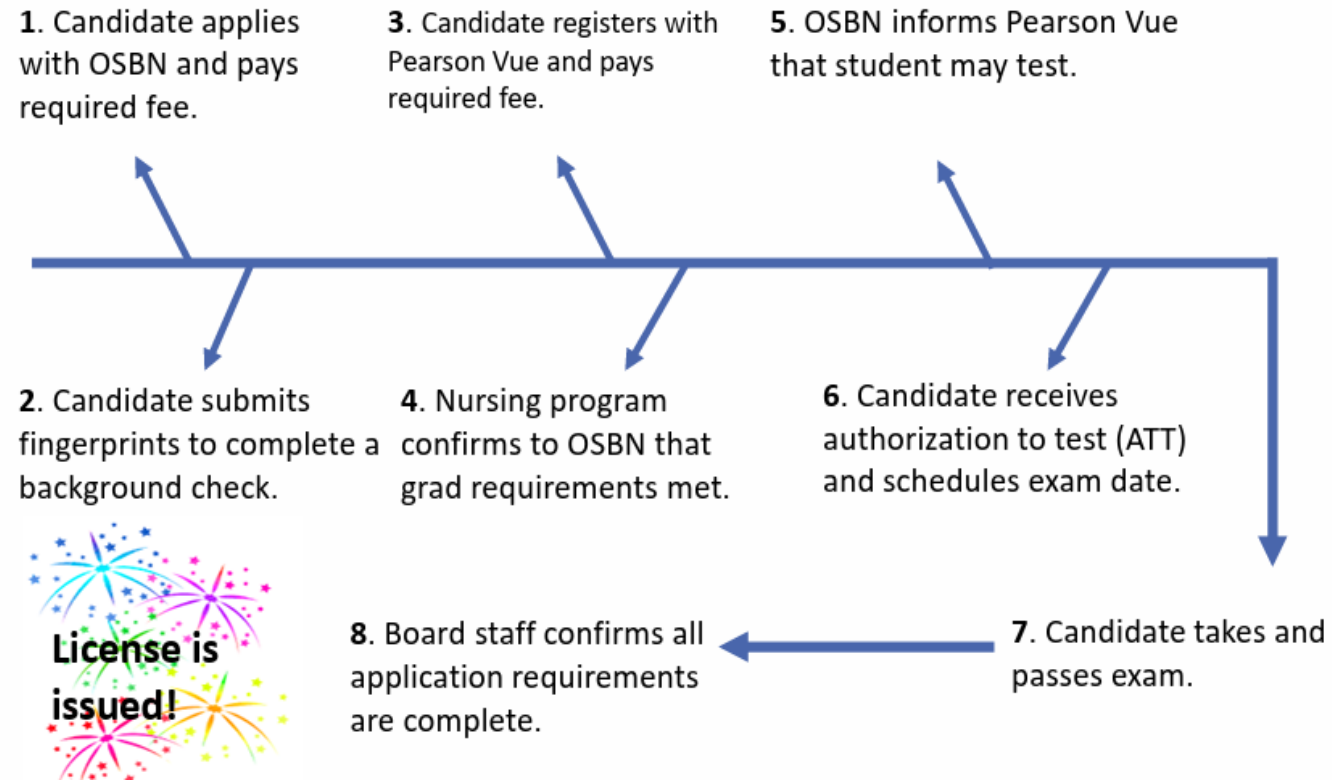 1. Candidate applies
with OSBN and pays
required fee.
3. Candidate registers with
Pearson Vue and pays
required fee.
5. OSBN informs Pearson Vue
that student may test.
2. Candidate submits
fingerprints to complete a
background check.
4. Nursing program
confirms to OSBN that
grad requirements met.
6. Candidate receives
authorization to test (ATT)
and schedules exam date.
7. Candidate takes and
passes exam.
8. Board staff confirms all
application requirements
are complete.
License is
issued!